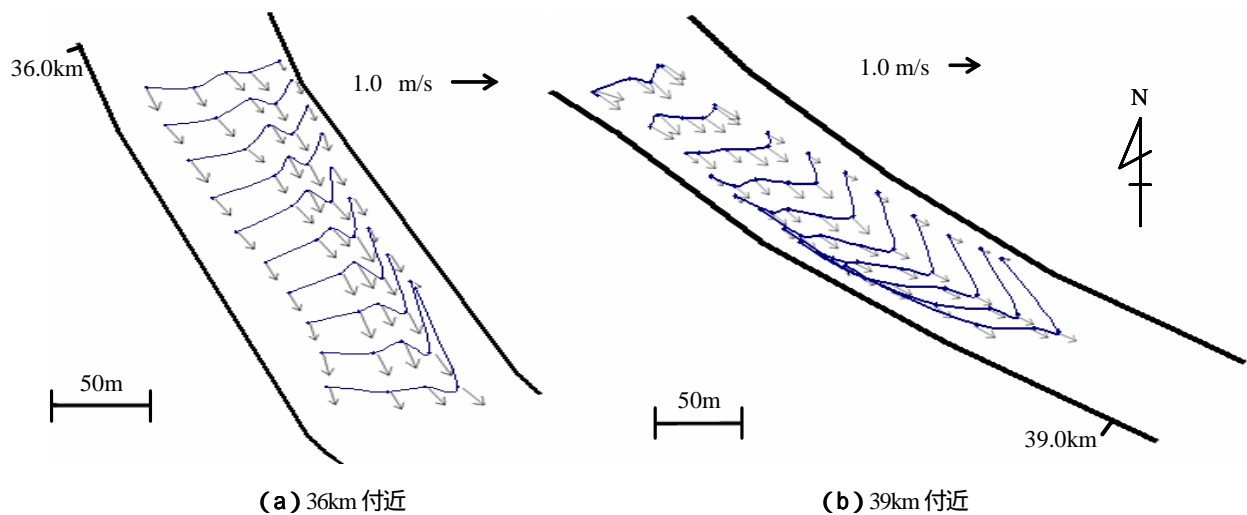 36.0km
1.0 m/s
1.0 m/s
N
50m
50m
39.0km
(a) 36km 付近
(b) 39km 付近